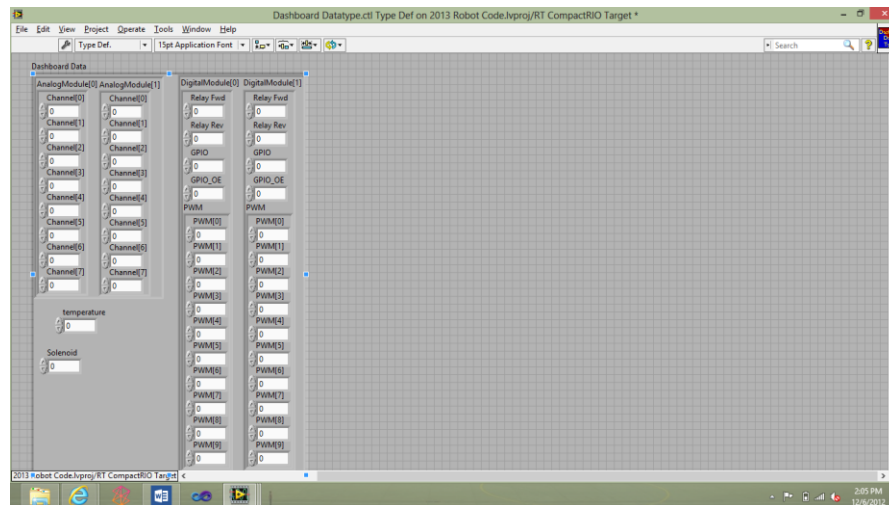 Dashboard Datatype.ctl Type Def on 2013 Robot Code.lvproj/RT CompactRIO Target *
File Edit View Project Operate Tools Window Help
Type Def. 15pt Application Font Search
Dashboard Data
AnalogModule[0] AnalogModule[1] DigitalModule[0] DigitalModule[1]
Channel[0] Channel[0] Relay Fwd Relay Fwd
0 0 0 0
Channel[1] Channel[1] Relay Rev Relay Rev
0 0 0 0
Channel[2] Channel[2] GPIO GPIO
0 0
Channel[3] Channel[3] GPIO_OE GPIO_OE
0 0 0 0
Channel[4] Channel[4] PWM PWM
0 0
Channel[5] Channel[5] PWM[0] PWM[0]
0 0 0 0
Channel[6] Channel[6] PWM[1] PWM[1]
0 0 0 0
Channel[7] Channel[7] PWM[2] PWM[2]
0 0 0 0
PWM[3] PWM[3]
temperature 0 0
0 PWM[4] PWM[4]
0 0
Solenoid PWM[5] PWM[5]
0 0 0
PWM[6] PWM[6]
0 0
PWM[7] PWM[7]
0 0
PWM[8] PWM[8]
0 0
PWM[9] PWM[9]
0 0
2013 Robot Code.lvproj/RT CompactRIO Target
2:05 PM
12/6/2012